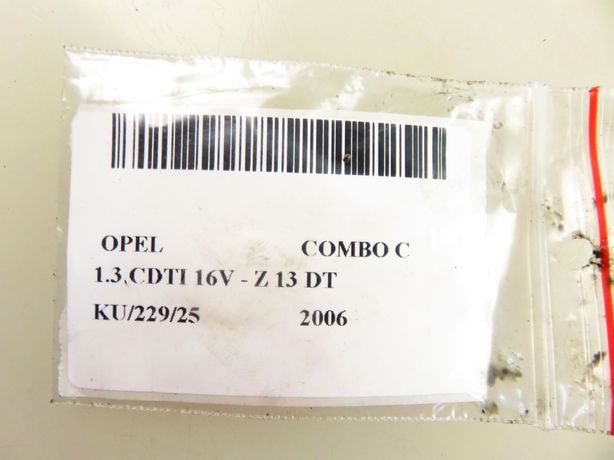 OPEL COMBO C
1.3 CDTI 16V - Z 13 DT
KU/229/25 2006